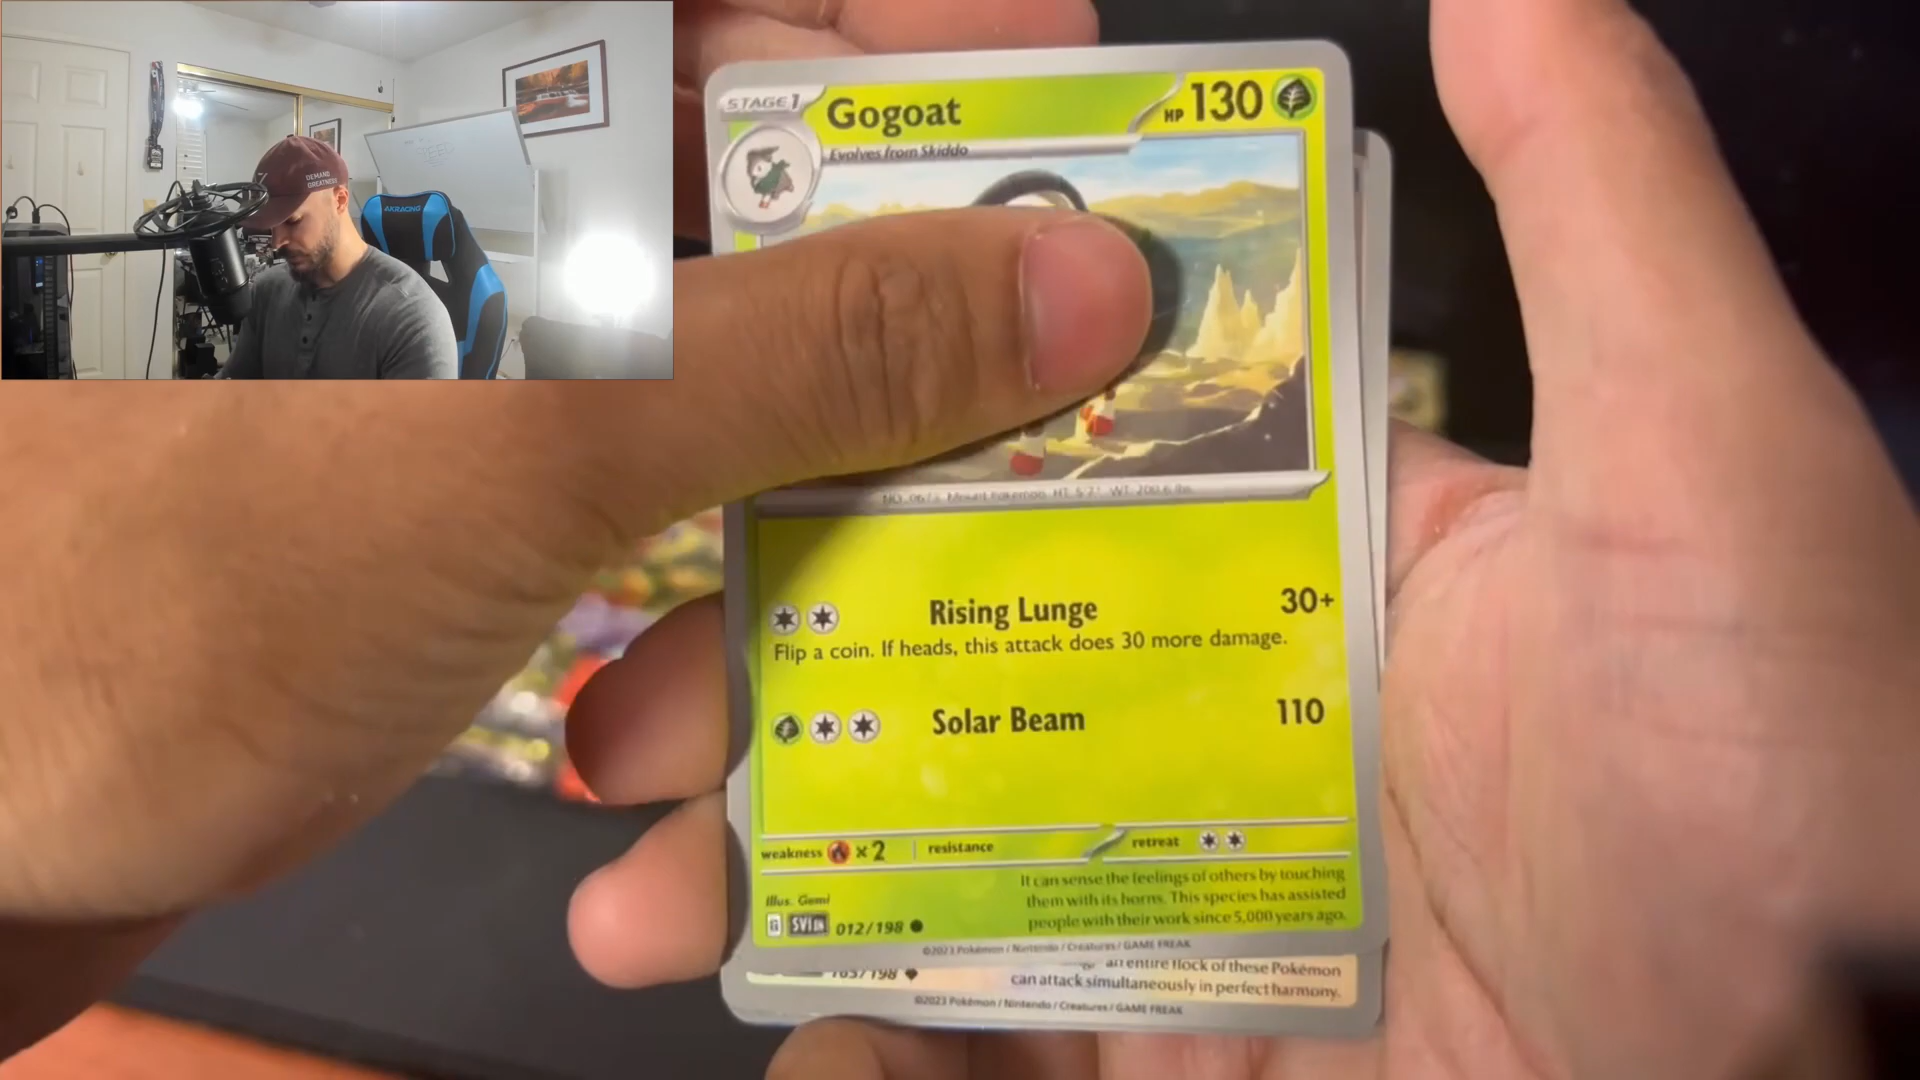 DEMAND
GREATNESS
AKRACING
STAGE 1
Gogoat
HP 130
Evolves from Skiddo
Rising Lunge
30+
Flip a coin. If heads, this attack does 30 more damage.
Solar Beam
110
weakness ×2
resistance
retreat
It can sense the feelings of others by touching
them with its horns. This species has assisted
people with their work since 5,000 years ago.
Illus. Gemi
G SVI EN 012/198
©2023 Pokémon / Nintendo / Creatures / GAME FREAK
an entire flock of these Pokémon
can attack simultaneously in perfect harmony.
©2023 Pokémon / Nintendo / Creatures / GAME FREAK